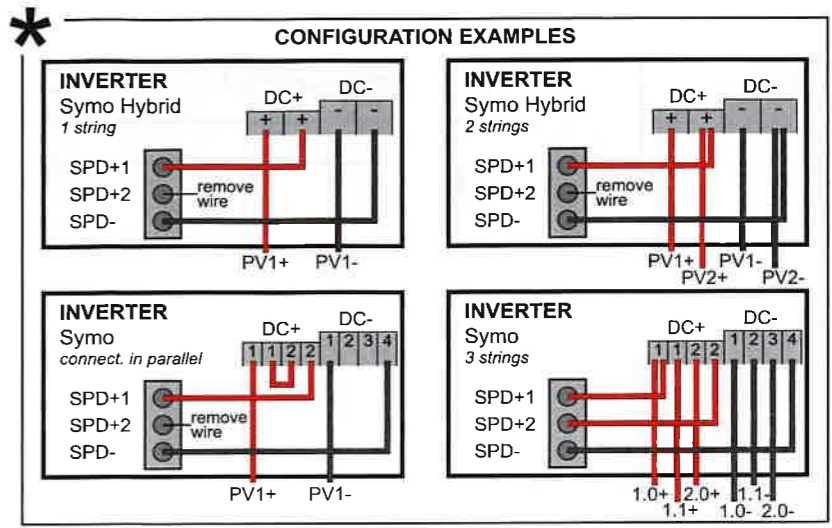 *
CONFIGURATION EXAMPLES
INVERTER
Symo Hybrid
1 string
DC+
DC-
+ +
- -
SPD+1
SPD+2
remove
wire
SPD-
PV1+ PV1-
INVERTER
Symo Hybrid
2 strings
DC+
DC-
+ +
- -
SPD+1
SPD+2
remove
wire
SPD-
PV1+ PV1-
PV2+ PV2-
INVERTER
Symo
connect. in parallel
DC+
DC-
1 1 2 2
1 2 3 4
SPD+1
SPD+2
remove
wire
SPD-
PV1+ PV1-
INVERTER
Symo
3 strings
DC+
DC-
1 1 2 2
1 2 3 4
SPD+1
SPD+2
SPD-
1.0+ 2.0+ 1.1-
1.1+ 1.0- 2.0-